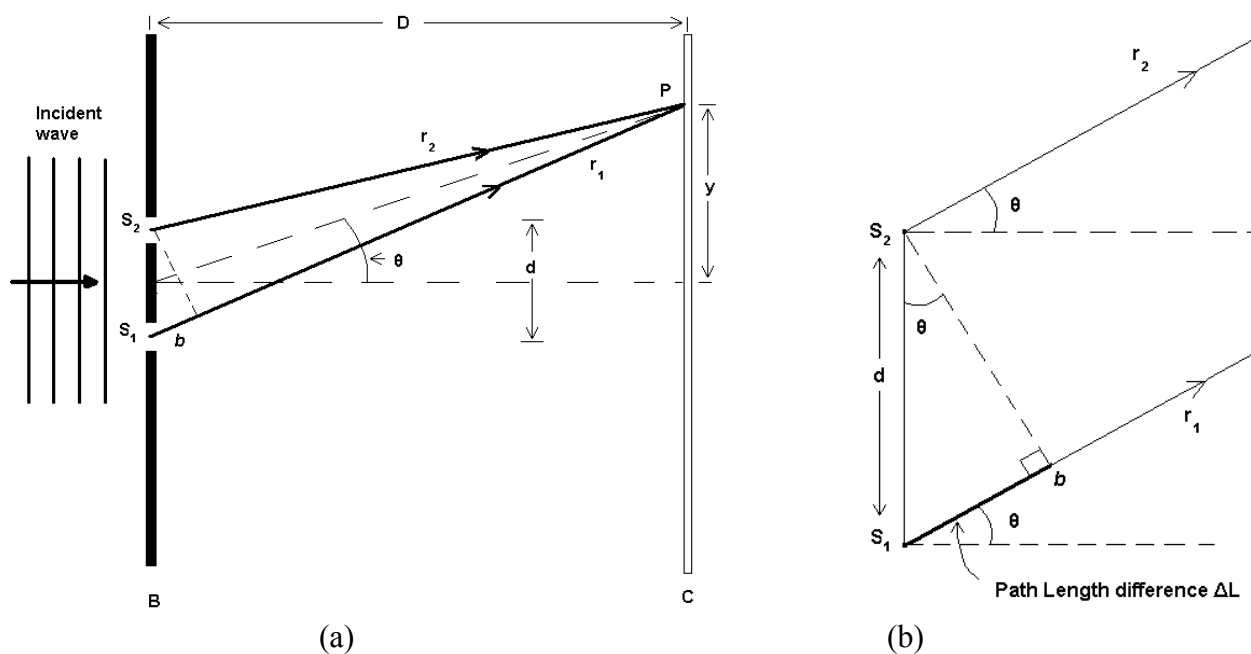 D
P
Incident
wave
r2
r1
y
S2
d
θ
S1
b
B
C
(a)
r2
θ
S2
θ
d
r1
b
θ
S1
Path Length difference ΔL
(b)